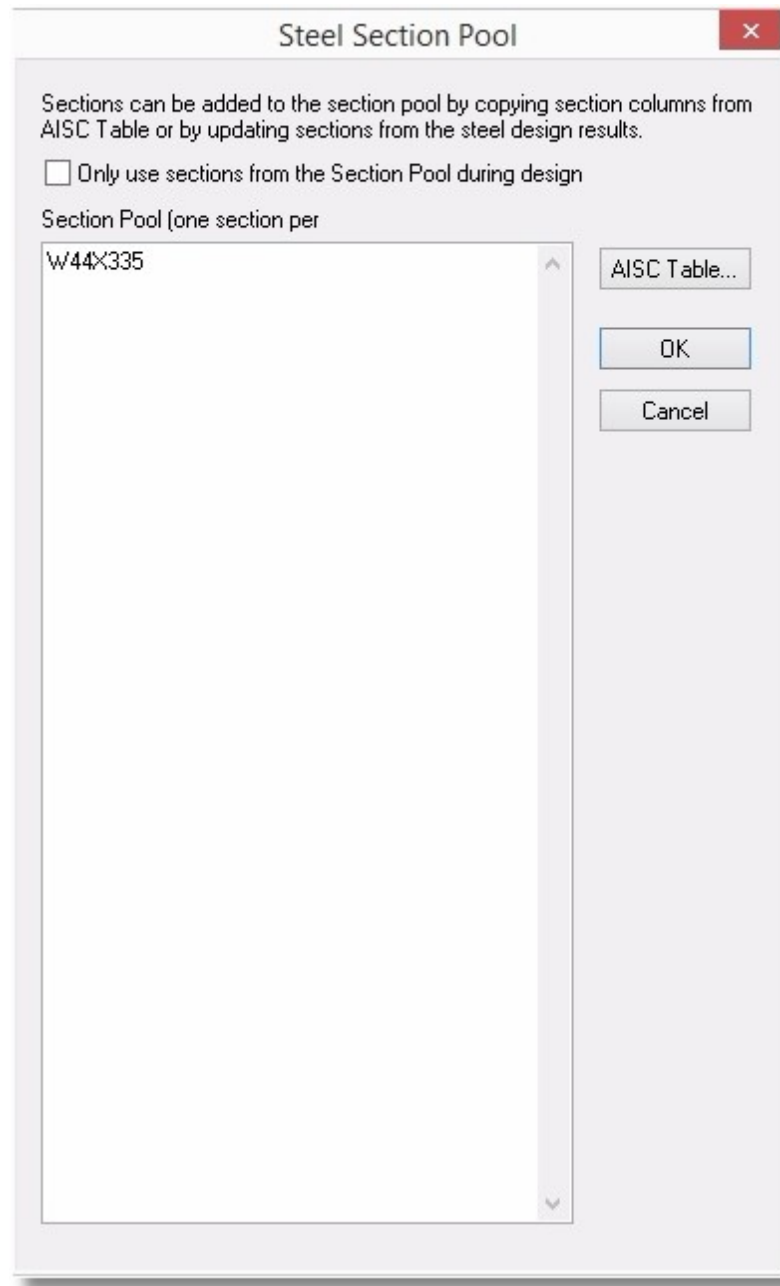 Steel Section Pool
Sections can be added to the section pool by copying section columns from
AISC Table or by updating sections from the steel design results.
Only use sections from the Section Pool during design
Section Pool (one section per
W44X335
AISC Table...
OK
Cancel